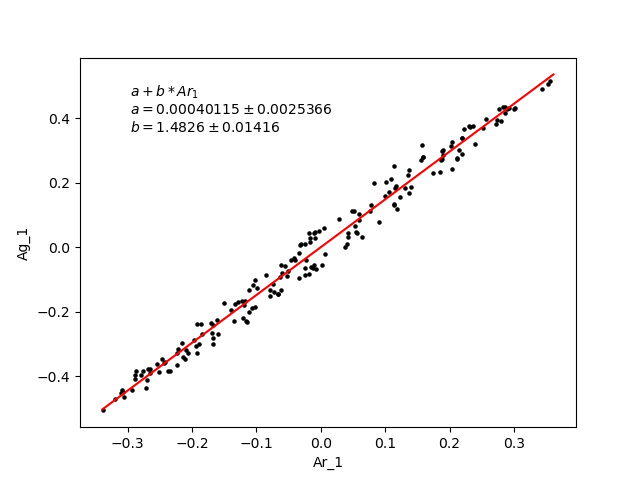 a + b * Ar₁
a = 0.00040115 ± 0.0025366
b = 1.4826 ± 0.01416
0.4
0.2
0.0
−0.2
−0.4
Ag_1
−0.3 −0.2 −0.1 0.0 0.1 0.2 0.3
Ar_1